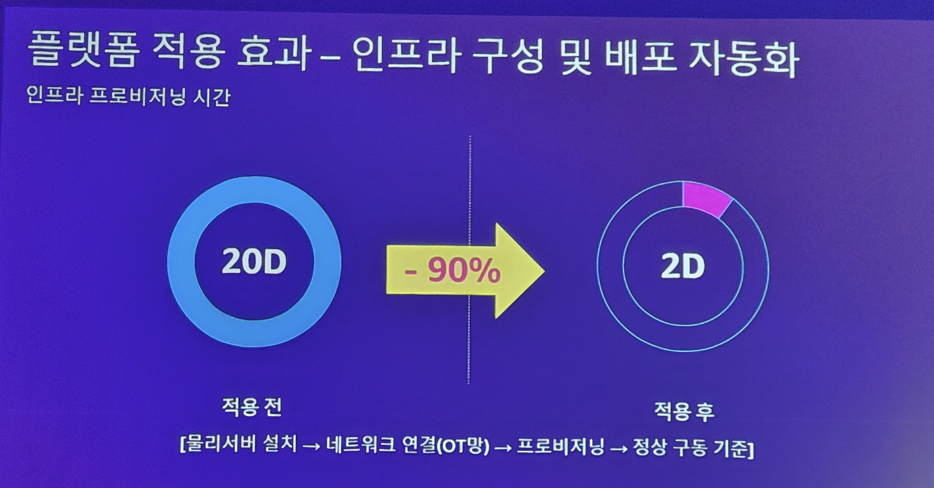 플랫폼 적용 효과 – 인프라 구성 및 배포 자동화
인프라 프로비저닝 시간
20D
- 90%
2D
적용 전
적용 후
[물리서버 설치 → 네트워크 연결(OT망) → 프로비저닝 → 정상 구동 기준]